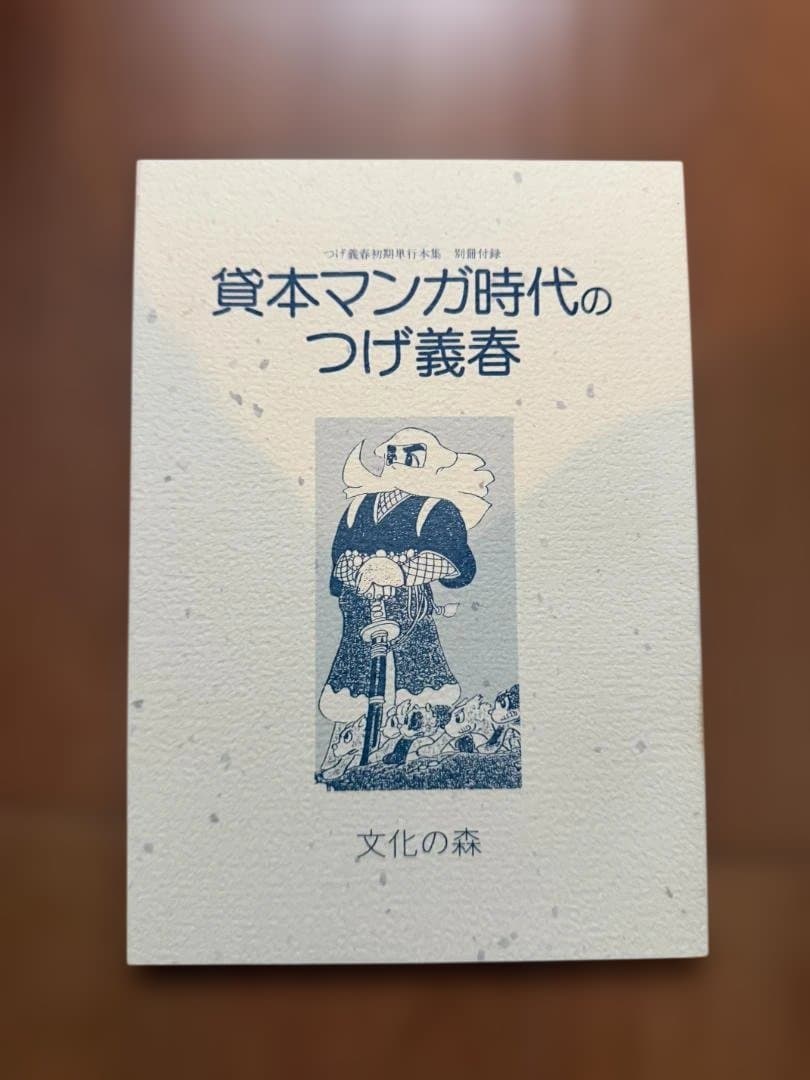 つげ義春初期単行本集　別冊付録
貸本マンガ時代の
つげ義春
文化の森